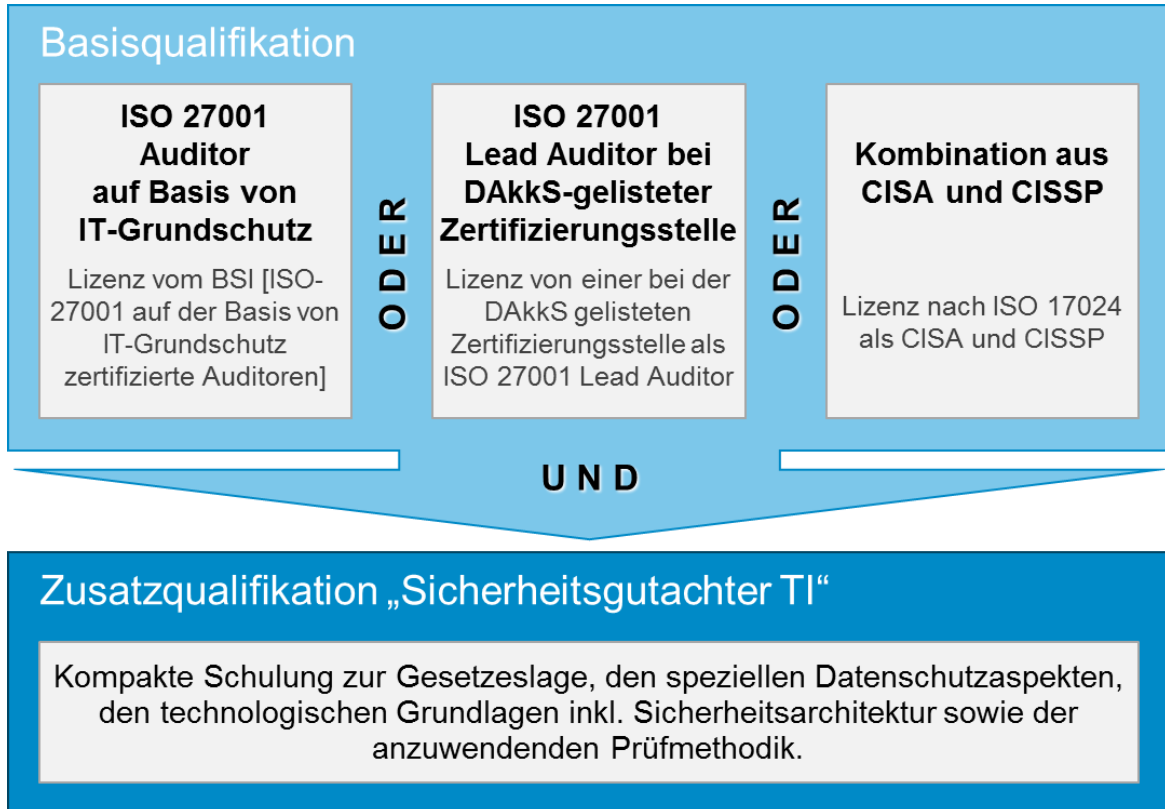 Basisqualifikation
ISO 27001
Auditor
auf Basis von
IT-Grundschutz
Lizenz vom BSI [ISO-
27001 auf der Basis von
IT-Grundschutz
zertifizierte Auditoren]
ODER
ISO 27001
Lead Auditor bei
DAkkS-gelisteter
Zertifizierungsstelle
Lizenz von einer bei der
DAkkS gelisteten
Zertifizierungsstelle als
ISO 27001 Lead Auditor
ODER
Kombination aus
CISA und CISSP
Lizenz nach ISO 17024
als CISA und CISSP
UND
Zusatzqualifikation „Sicherheitsgutachter TI“
Kompakte Schulung zur Gesetzeslage, den speziellen Datenschutzaspekten,
den technologischen Grundlagen inkl. Sicherheitsarchitektur sowie der
anzuwendenden Prüfmethodik.